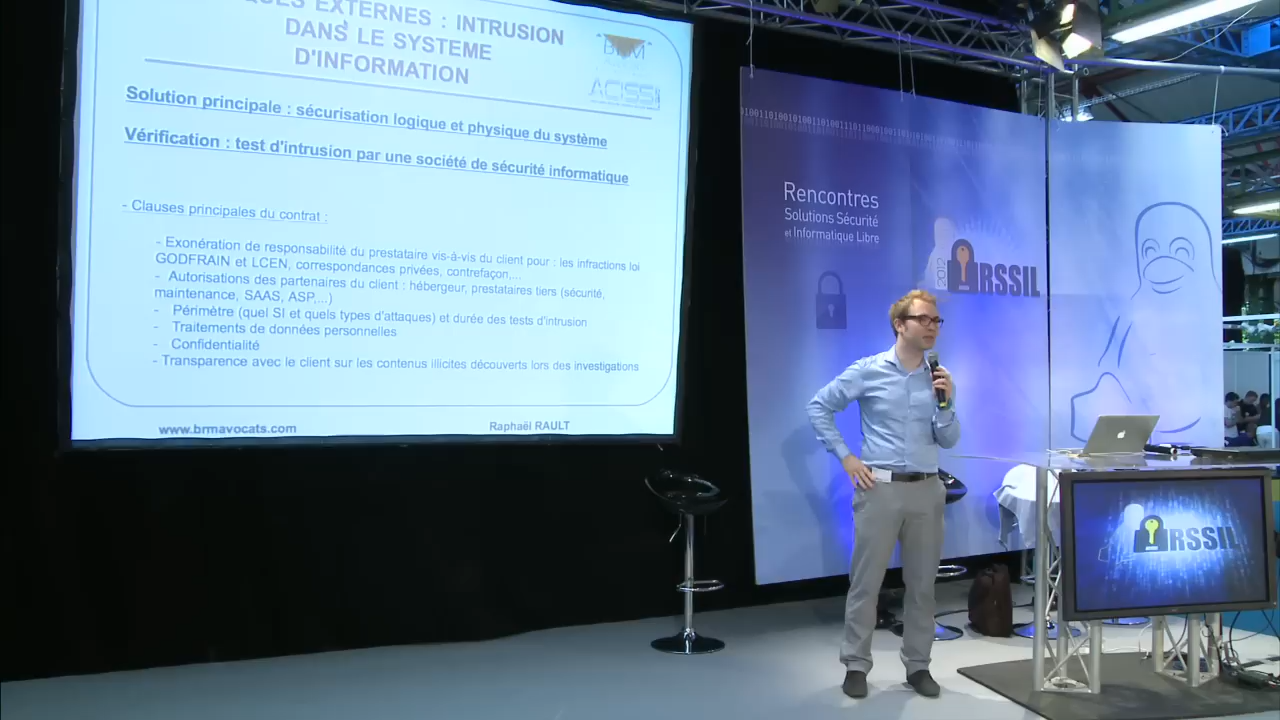 EXTERNES : INTRUSION
DANS LE SYSTEME
D'INFORMATION
ACISSI
Solution principale : sécurisation logique et physique du système
Vérification : test d'intrusion par une société de sécurité informatique
- Clauses principales du contrat :
- Exonération de responsabilité du prestataire vis-à-vis du client pour : les infractions loi
GODFRAIN et LCEN, correspondances privées, contrefaçon,...
- Autorisations des partenaires du client : hébergeur, prestataires tiers (sécurité,
maintenance, SAAS, ASP,...)
- Périmètre (quel SI et quels types d'attaques) et durée des tests d'intrusion
- Traitements de données personnelles
- Confidentialité
- Transparence avec le client sur les contenus illicites découverts lors des investigations
www.brmavocats.com
Raphaël RAULT
Rencontres
Solutions Sécurité
et Informatique Libre
2012
RSSIL
RSSIL